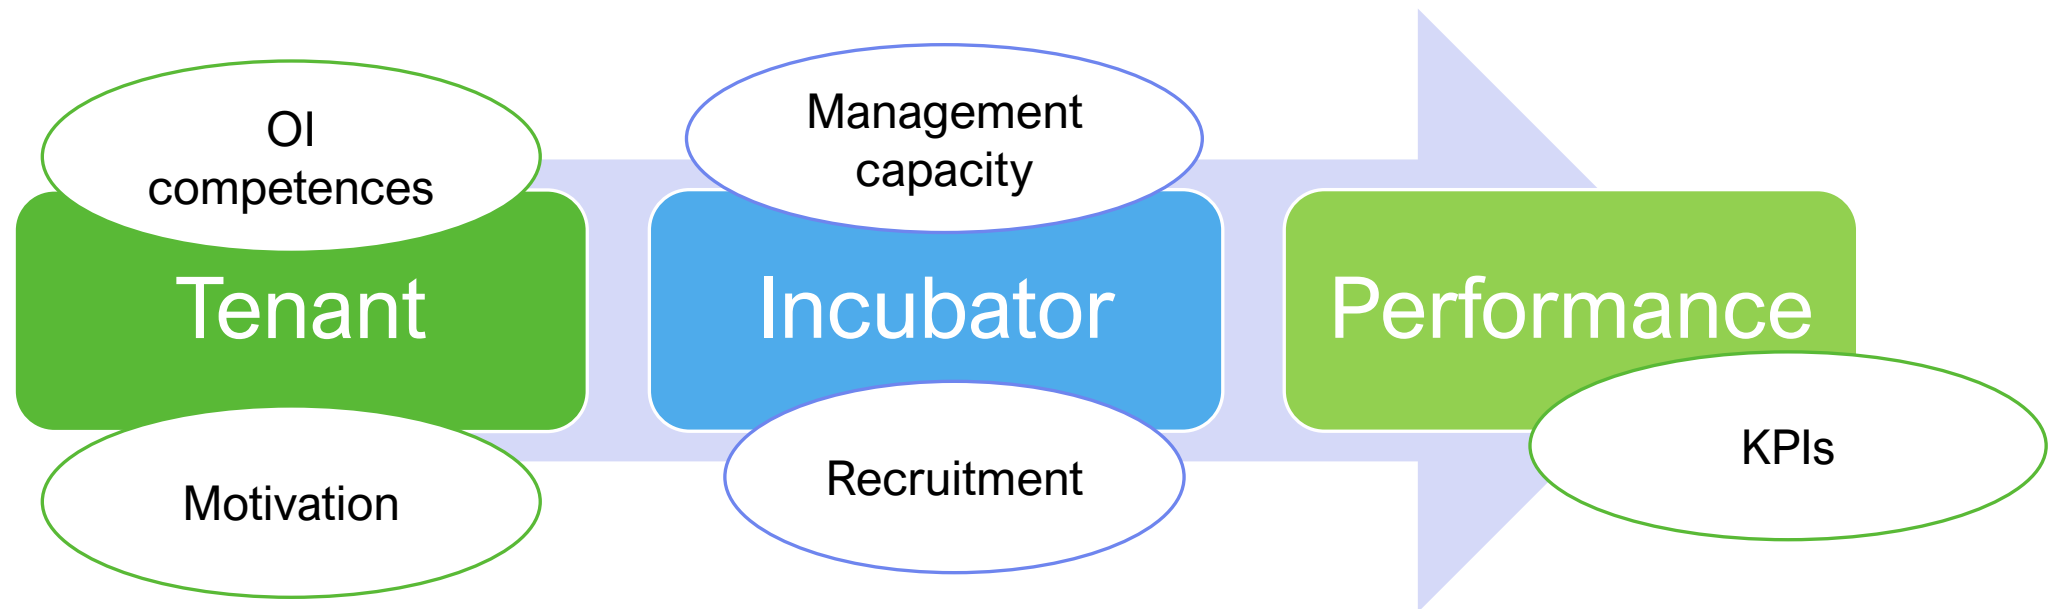 OI
competences
Management
capacity
Tenant
Incubator
Performance
Motivation
Recruitment
KPIs